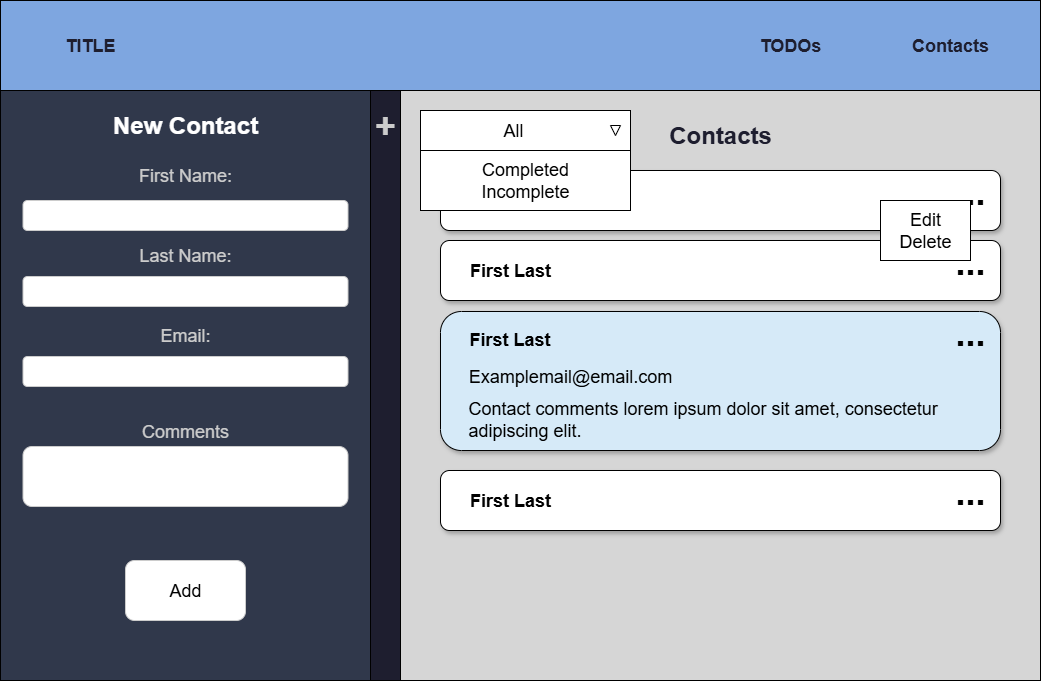 TITLE
TODOs
Contacts
New Contact
+
First Name:
Last Name:
Email:
Comments
Add
All ▽
Completed
Incomplete
Contacts
...
Edit
Delete
First Last ...
First Last ...
Examplemail@email.com
Contact comments lorem ipsum dolor sit amet, consectetur
adipiscing elit.
First Last ...